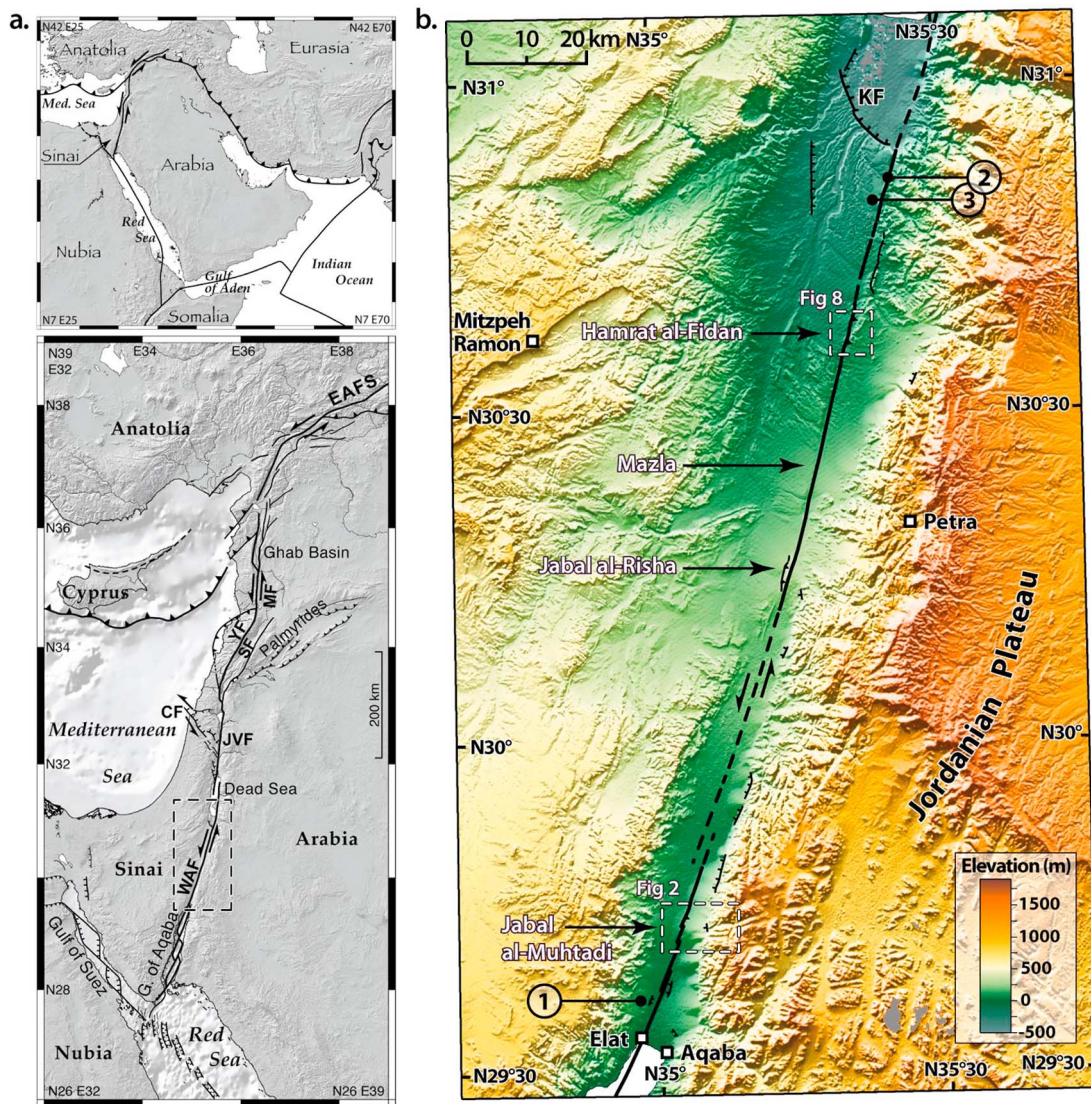 a.
N42 E25
N42 E70
Anatolia
Eurasia
Med. Sea
Sinai
Arabia
Red
Sea
Nubia
Gulf
of Aden
Indian
Ocean
Somalia
N7 E25
N7 E70
E34
E36
E38
N39
E32
N38
EAFS
Anatolia
N36
Ghab Basin
Cyprus
MF
YF
SF
Palmyrides
N34
200 km
CF
Mediterranean
Sea
JVF
N32
Dead Sea
Sinai
Arabia
WAF
G. of Aqaba
Gulf of Suez
N28
Red
Sea
Nubia
N26 E32
N26 E39
b.
0 10 20 km
N35°
N35°30
N31°
N31°
KF
2
3
Fig 8
Mitzpeh
Ramon
Hamrat al-Fidan
N30°30
N30°30
Mazla
Petra
Jabal al-Risha
Jordanian Plateau
N30°
N30°
Fig 2
Jabal
al-Muhtadi
1
Elat
Aqaba
Elevation (m)
1500
1000
500
0
-500
N29°30
N35°
N35°30
N29°30